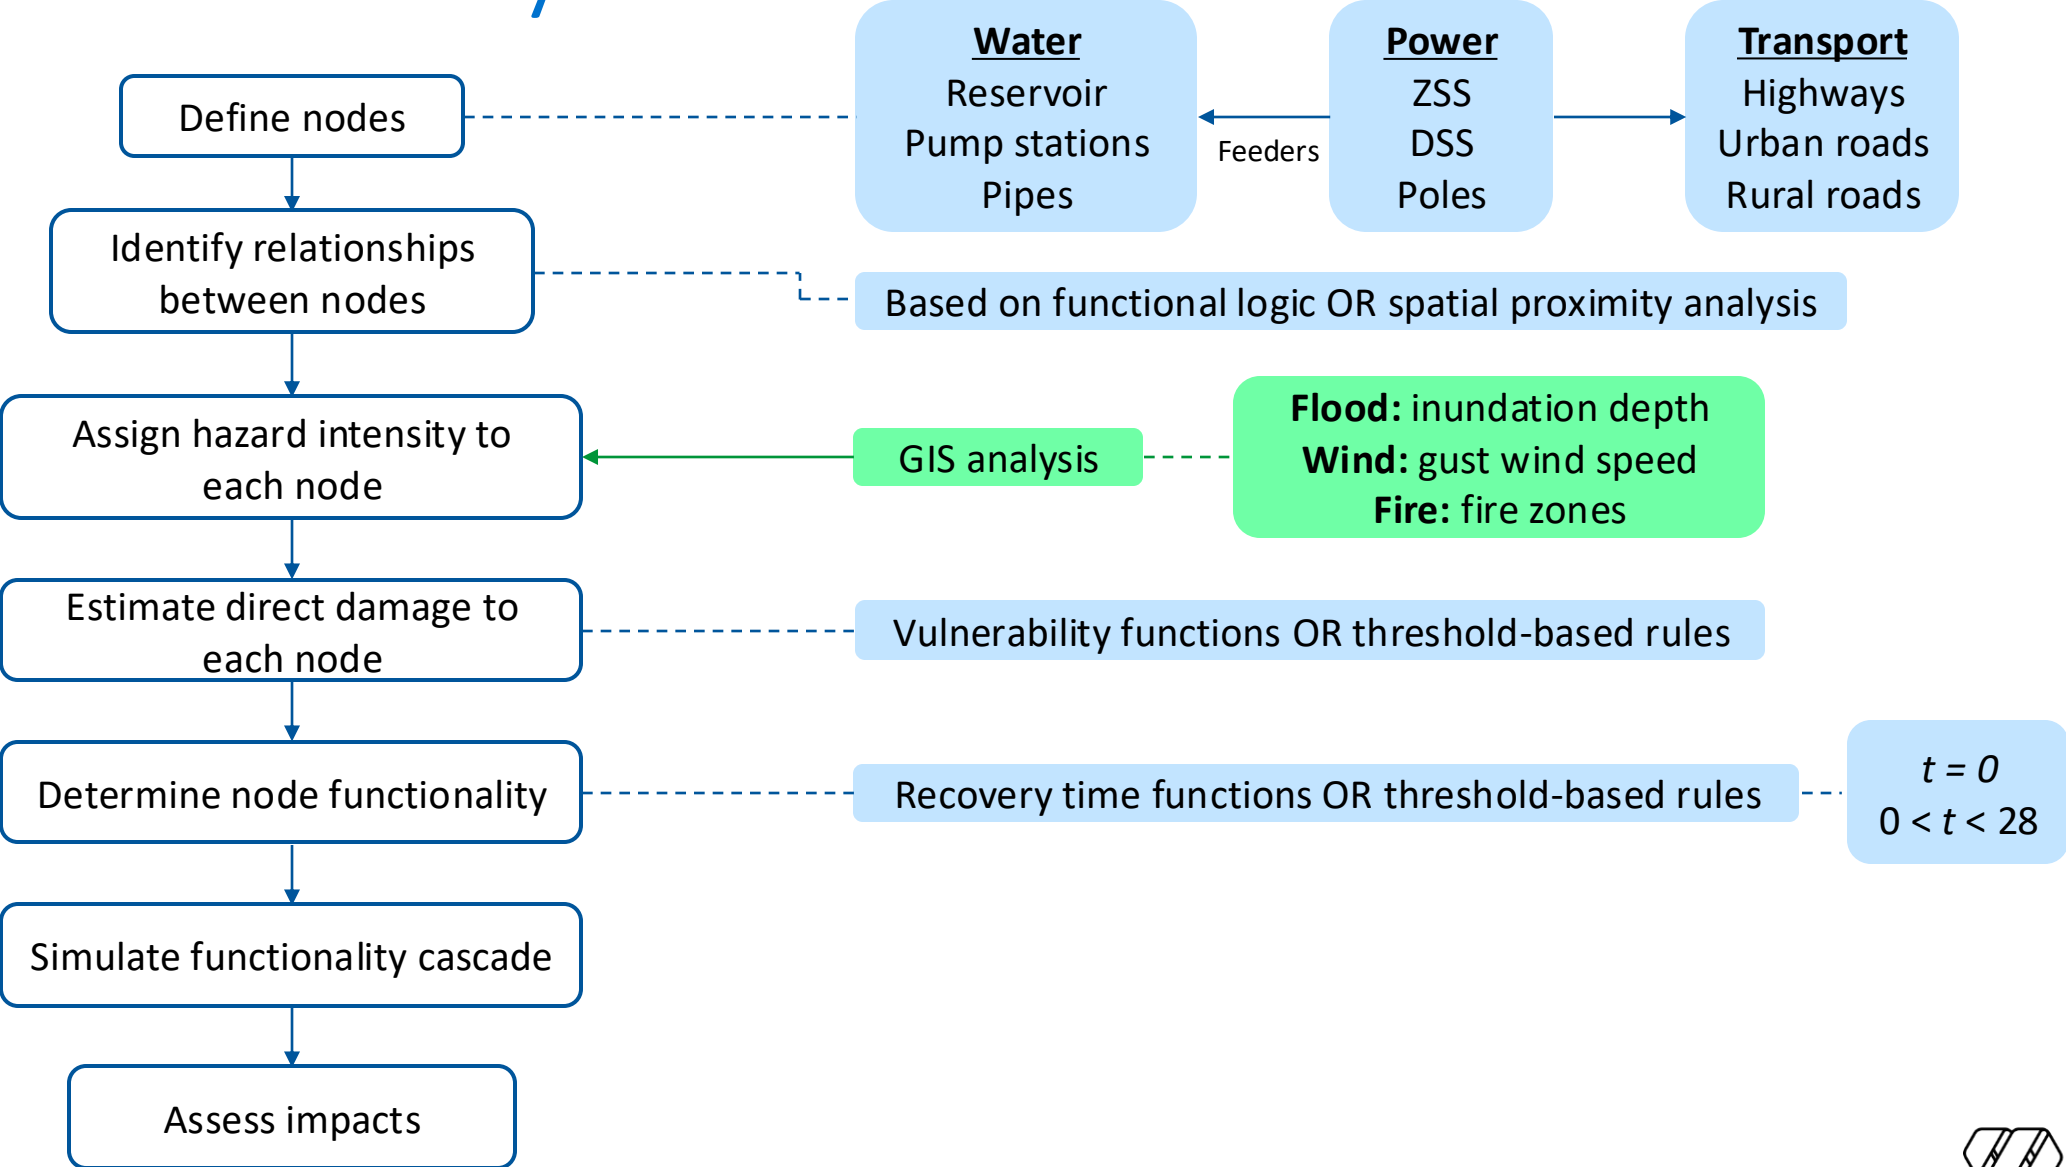 Define nodes
Water
Reservoir
Pump stations
Pipes
Feeders
Power
ZSS
DSS
Poles
Transport
Highways
Urban roads
Rural roads
Identify relationships
between nodes
Based on functional logic OR spatial proximity analysis
Assign hazard intensity to
each node
GIS analysis
Flood: inundation depth
Wind: gust wind speed
Fire: fire zones
Estimate direct damage to
each node
Vulnerability functions OR threshold-based rules
Determine node functionality
Recovery time functions OR threshold-based rules
t = 0
0 < t < 28
Simulate functionality cascade
Assess impacts